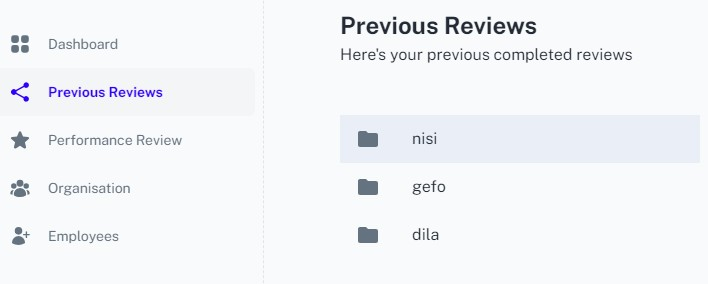 Dashboard
Previous Reviews
Performance Review
Organisation
Employees
Previous Reviews
Here's your previous completed reviews
nisi
gefo
dila